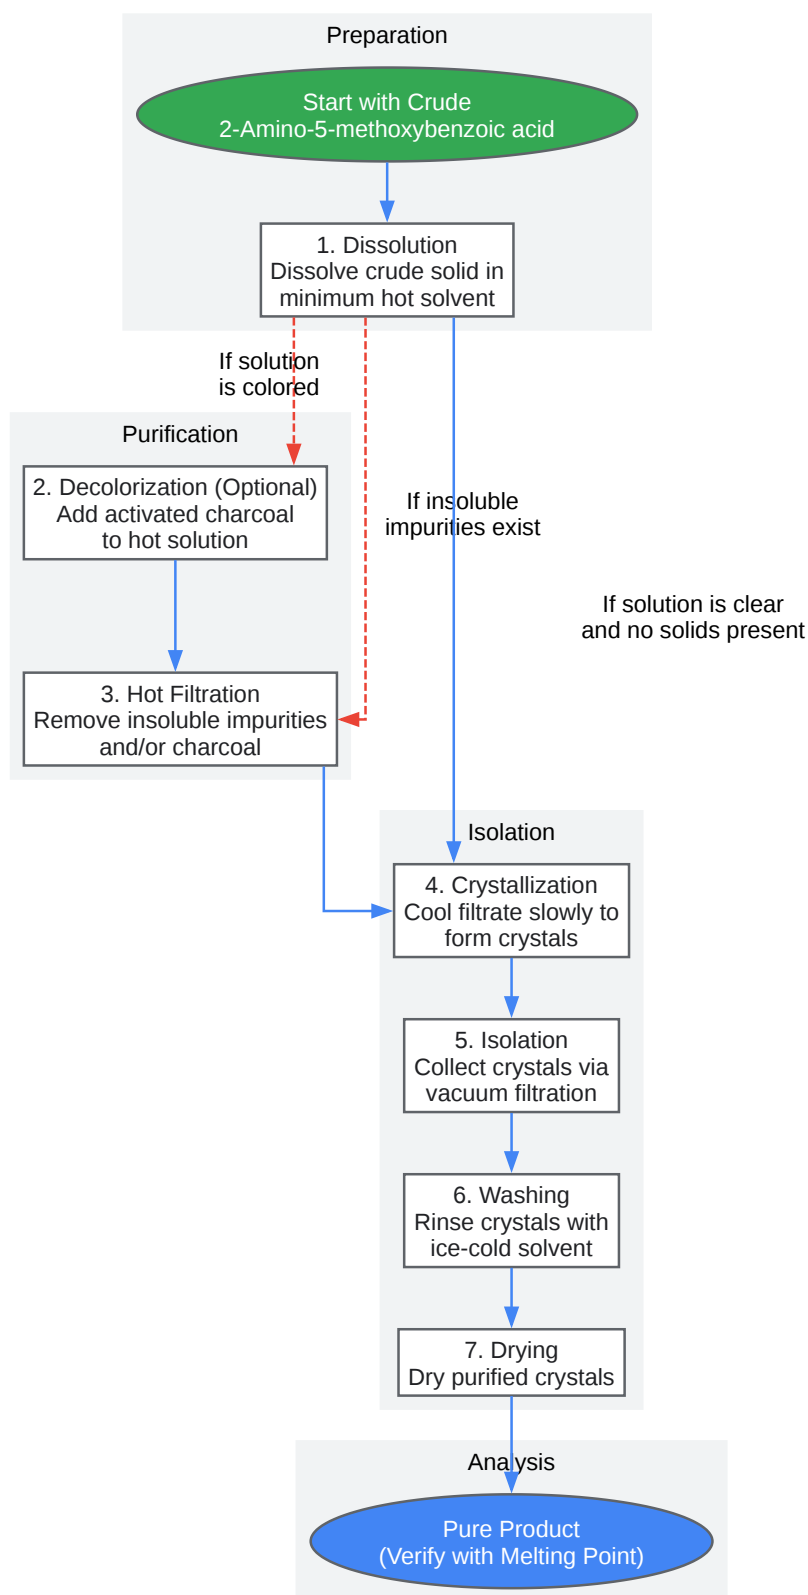 Preparation
Start with Crude
2-Amino-5-methoxybenzoic acid
1. Dissolution
Dissolve crude solid in
minimum hot solvent
If solution
is colored
Purification
2. Decolorization (Optional)
Add activated charcoal
to hot solution
If insoluble
impurities exist
If solution is clear
and no solids present
3. Hot Filtration
Remove insoluble impurities
and/or charcoal
Isolation
4. Crystallization
Cool filtrate slowly to
form crystals
5. Isolation
Collect crystals via
vacuum filtration
6. Washing
Rinse crystals with
ice-cold solvent
7. Drying
Dry purified crystals
Analysis
Pure Product
(Verify with Melting Point)